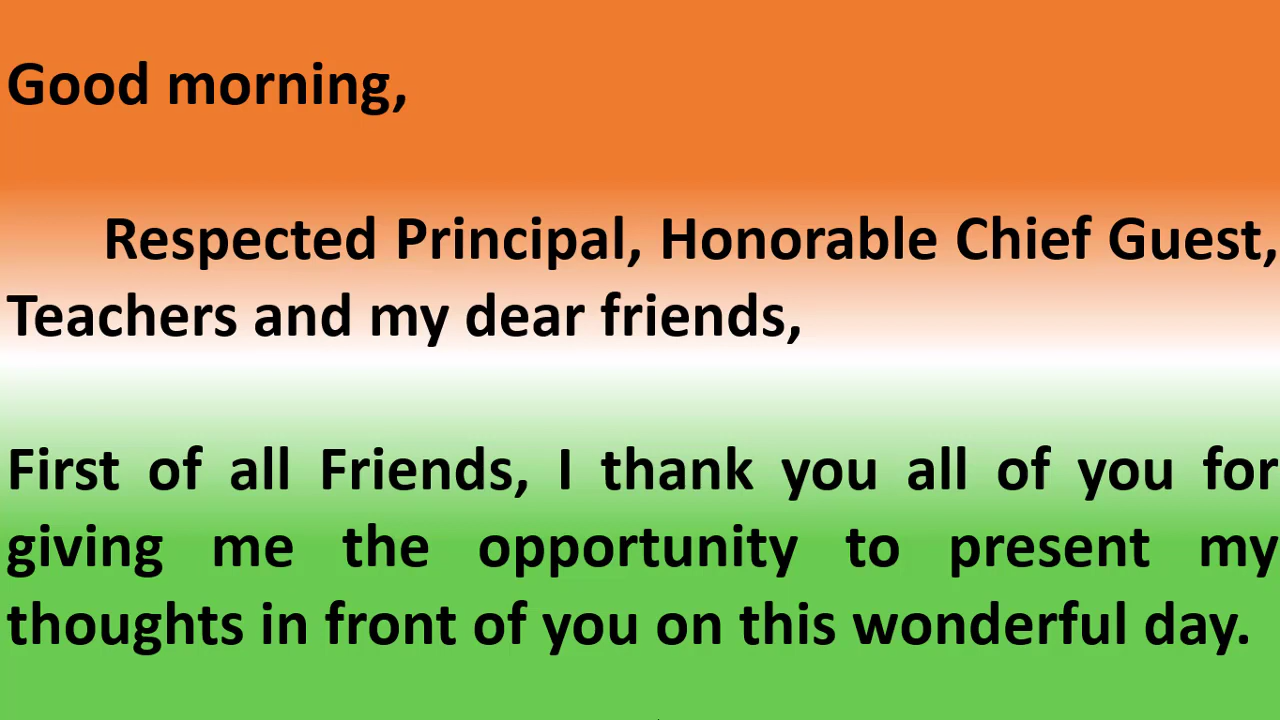 Good morning,
Respected Principal, Honorable Chief Guest,
Teachers and my dear friends,
First of all Friends, I thank you all of you for
giving me the opportunity to present my
thoughts in front of you on this wonderful day.